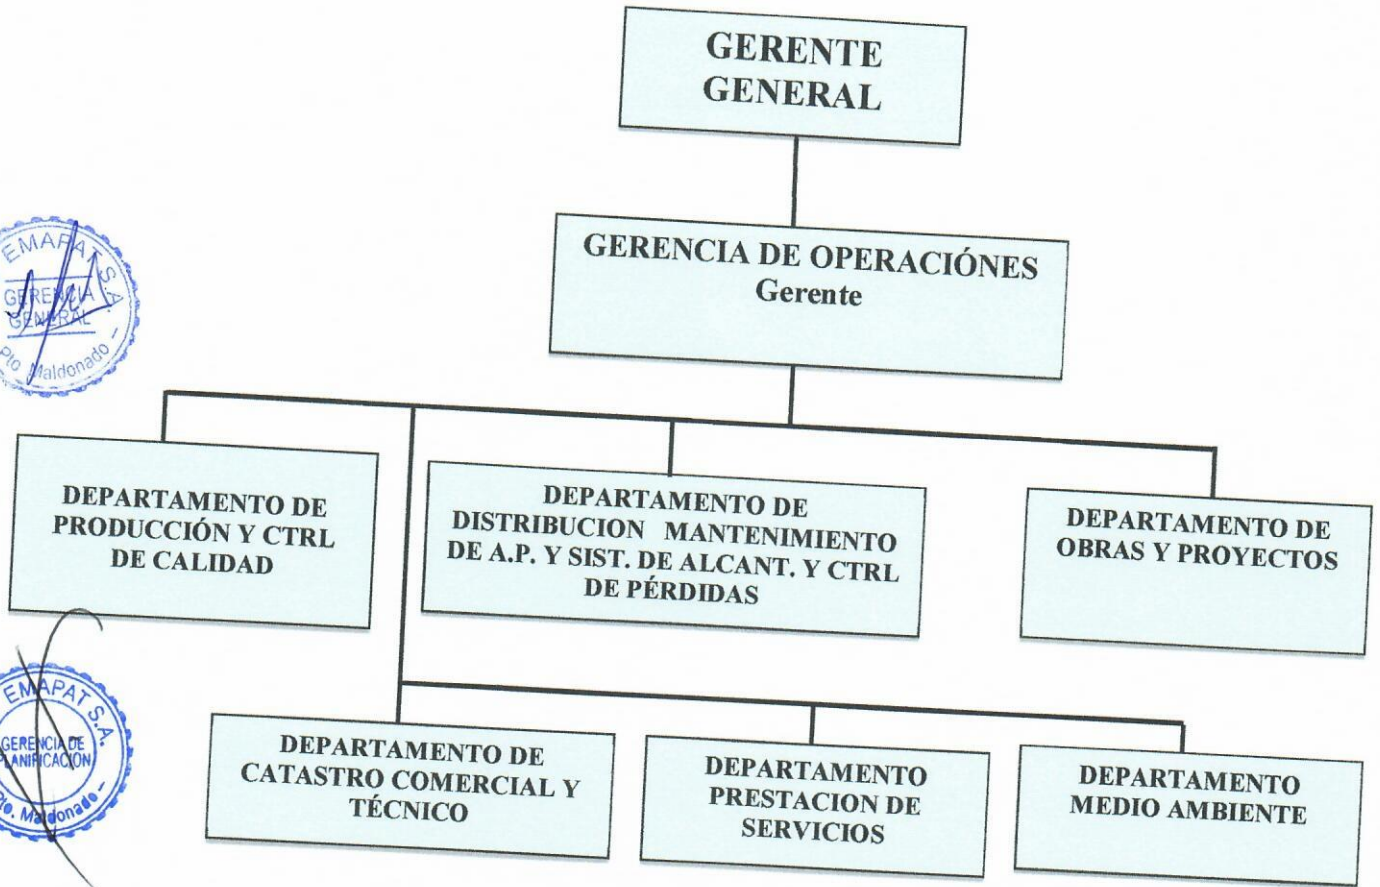 GERENTE
GENERAL
GERENCIA DE OPERACIÓNES
Gerente
EMAPAT S.A.
GERENCIA
GENERAL
Pto Maldonado -
DEPARTAMENTO DE
PRODUCCIÓN Y CTRL
DE CALIDAD
DEPARTAMENTO DE
DISTRIBUCION MANTENIMIENTO
DE A.P. Y SIST. DE ALCANT. Y CTRL
DE PÉRDIDAS
DEPARTAMENTO DE
OBRAS Y PROYECTOS
EMAPAT S.A.
GERENCIA DE
PLANIFICACIÓN
Pto. Maldonado -
DEPARTAMENTO DE
CATASTRO COMERCIAL Y
TÉCNICO
DEPARTAMENTO
PRESTACION DE
SERVICIOS
DEPARTAMENTO
MEDIO AMBIENTE